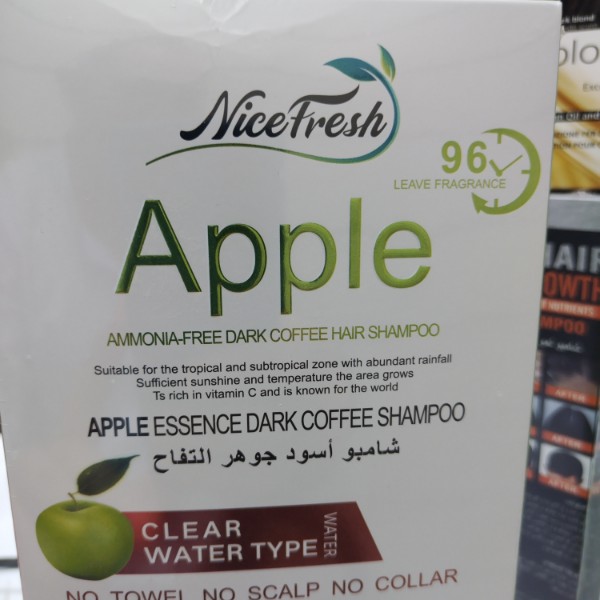 NiceFresh
96
LEAVE FRAGRANCE
Apple
AMMONIA-FREE DARK COFFEE HAIR SHAMPOO
Suitable for the tropical and subtropical zone with abundant rainfall
Sufficient sunshine and temperature the area grows
Ts rich in vitamin C and is known for the world
APPLE ESSENCE DARK COFFEE SHAMPOO
شامبو أسود جوهر التفاح
CLEAR
WATER TYPE
WATER
NO TOWEL NO SCALP NO COLLAR
AFTER
AFTER
AFTER